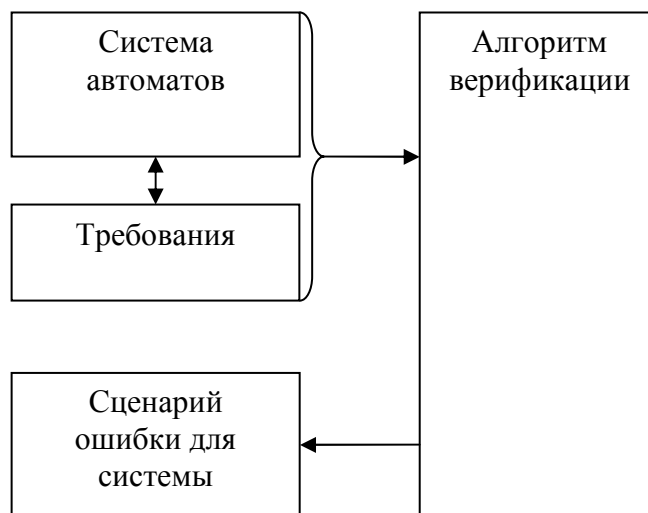 Система
автоматов
Алгоритм
верификации
Требования
Сценарий
ошибки для
системы